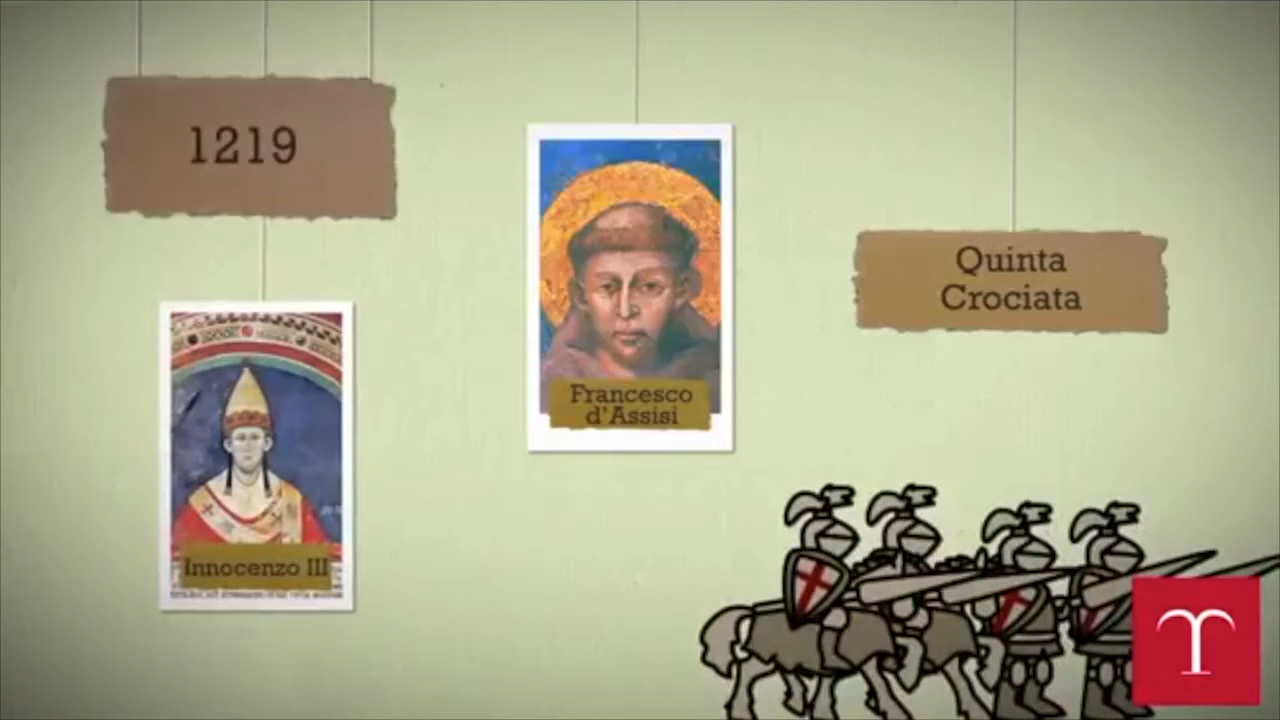 1219
Francesco
d'Assisi
Quinta
Crociata
Innocenzo III